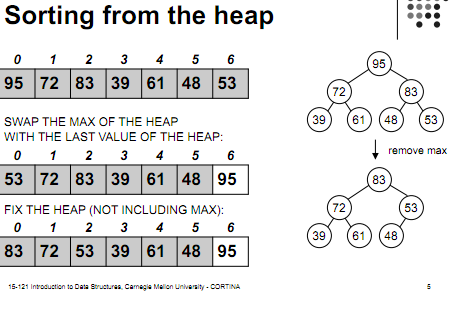 Sorting from the heap
0 1 2 3 4 5 6
95 72 83 39 61 48 53
SWAP THE MAX OF THE HEAP
WITH THE LAST VALUE OF THE HEAP:
0 1 2 3 4 5 6
53 72 83 39 61 48 95
FIX THE HEAP (NOT INCLUDING MAX):
0 1 2 3 4 5 6
83 72 53 39 61 48 95
95
72 83
39 61 48 53
remove max
83
72 53
39 61 48
15-121 Introduction to Data Structures, Carnegie Mellon University - CORTINA
5